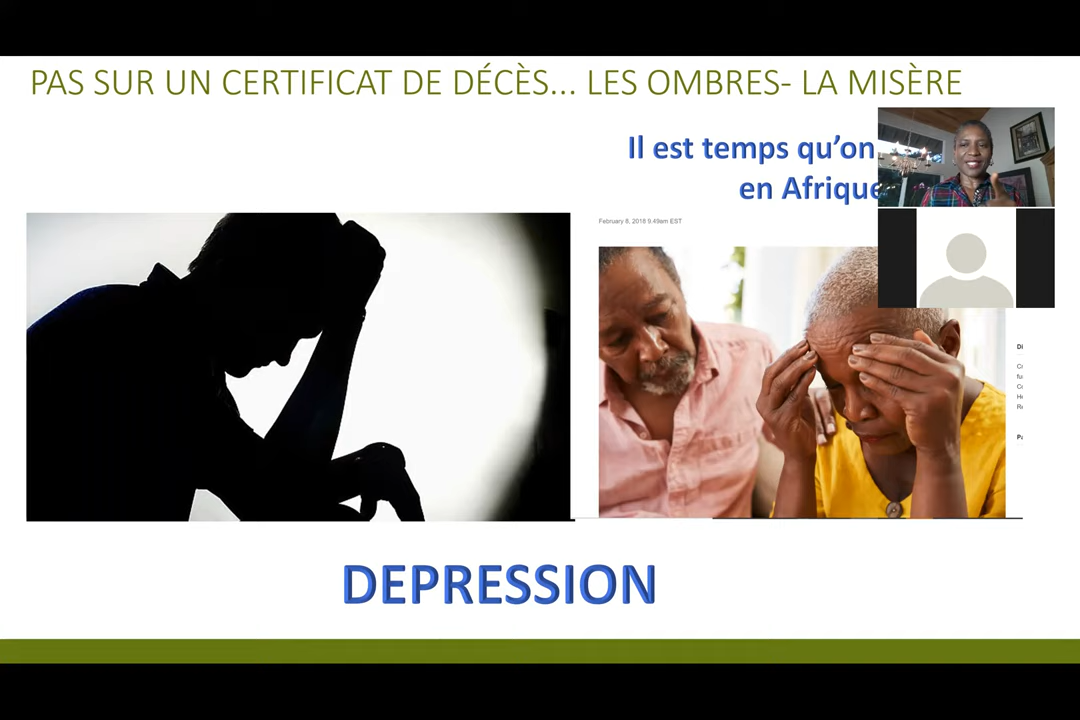 PAS SUR UN CERTIFICAT DE DÉCÈS... LES OMBRES- LA MISÈRE
Il est temps qu’on
en Afrique
February 8, 2018 9.49am EST
Di
DEPRESSION